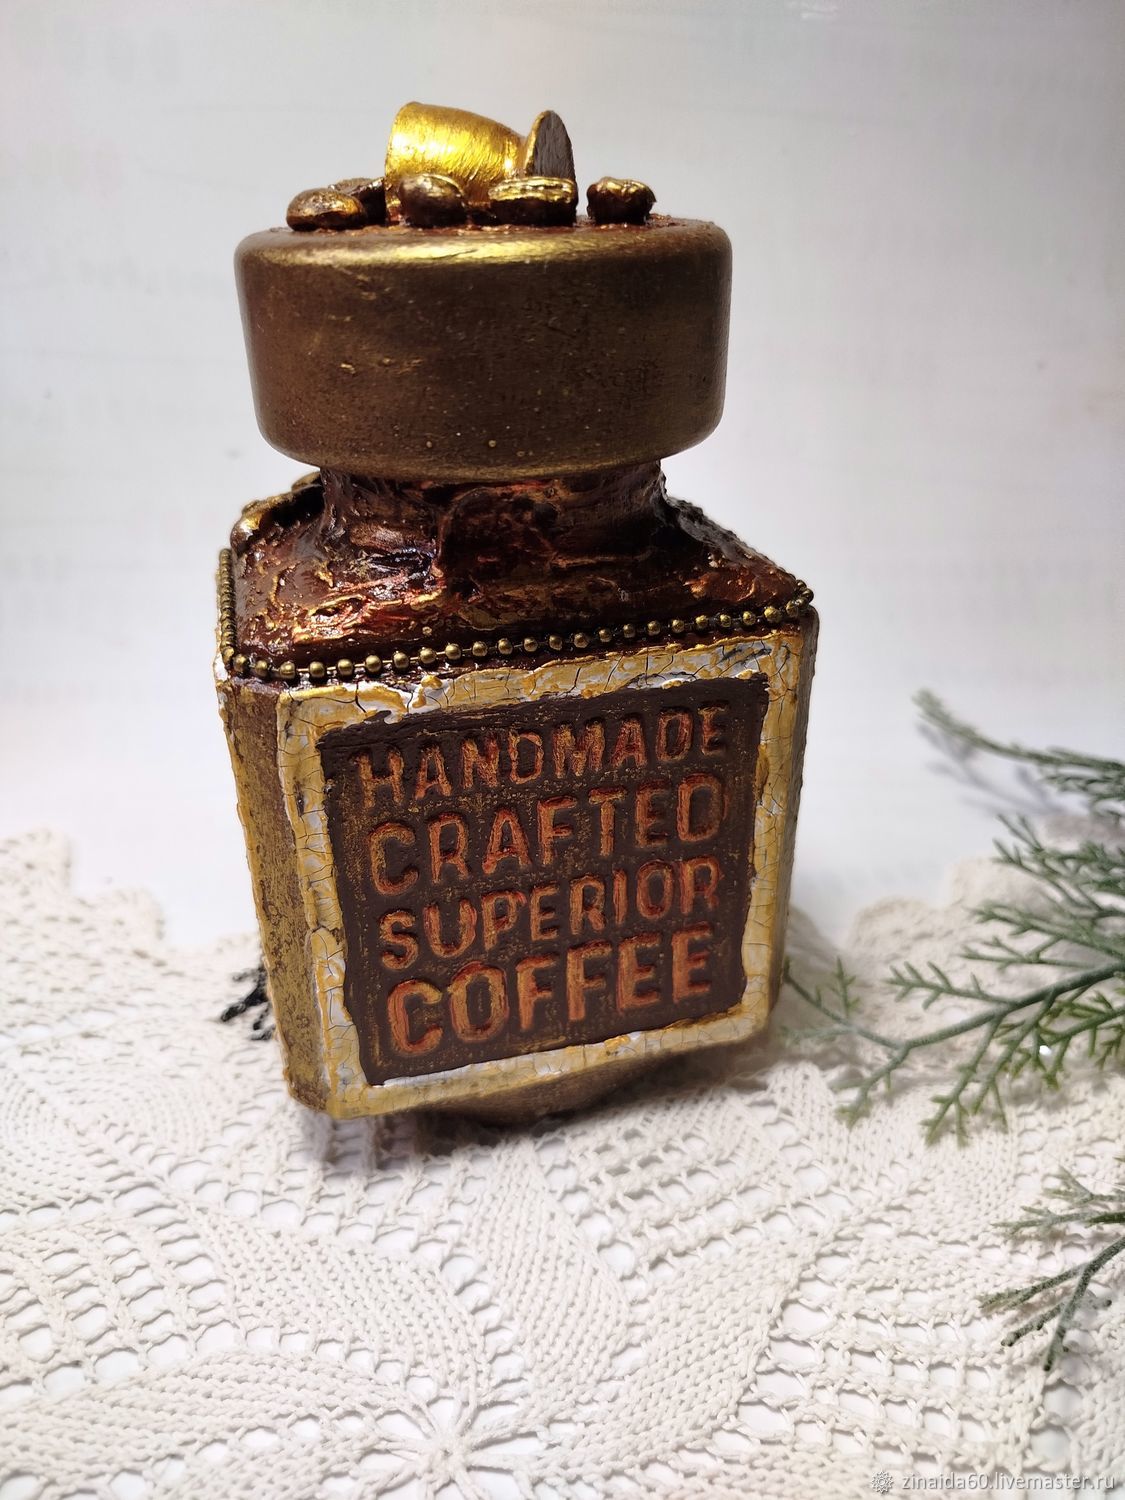 HANDMADE
CRAFTED
SUPERIOR
COFFEE
zinaida60.livemaster.ru